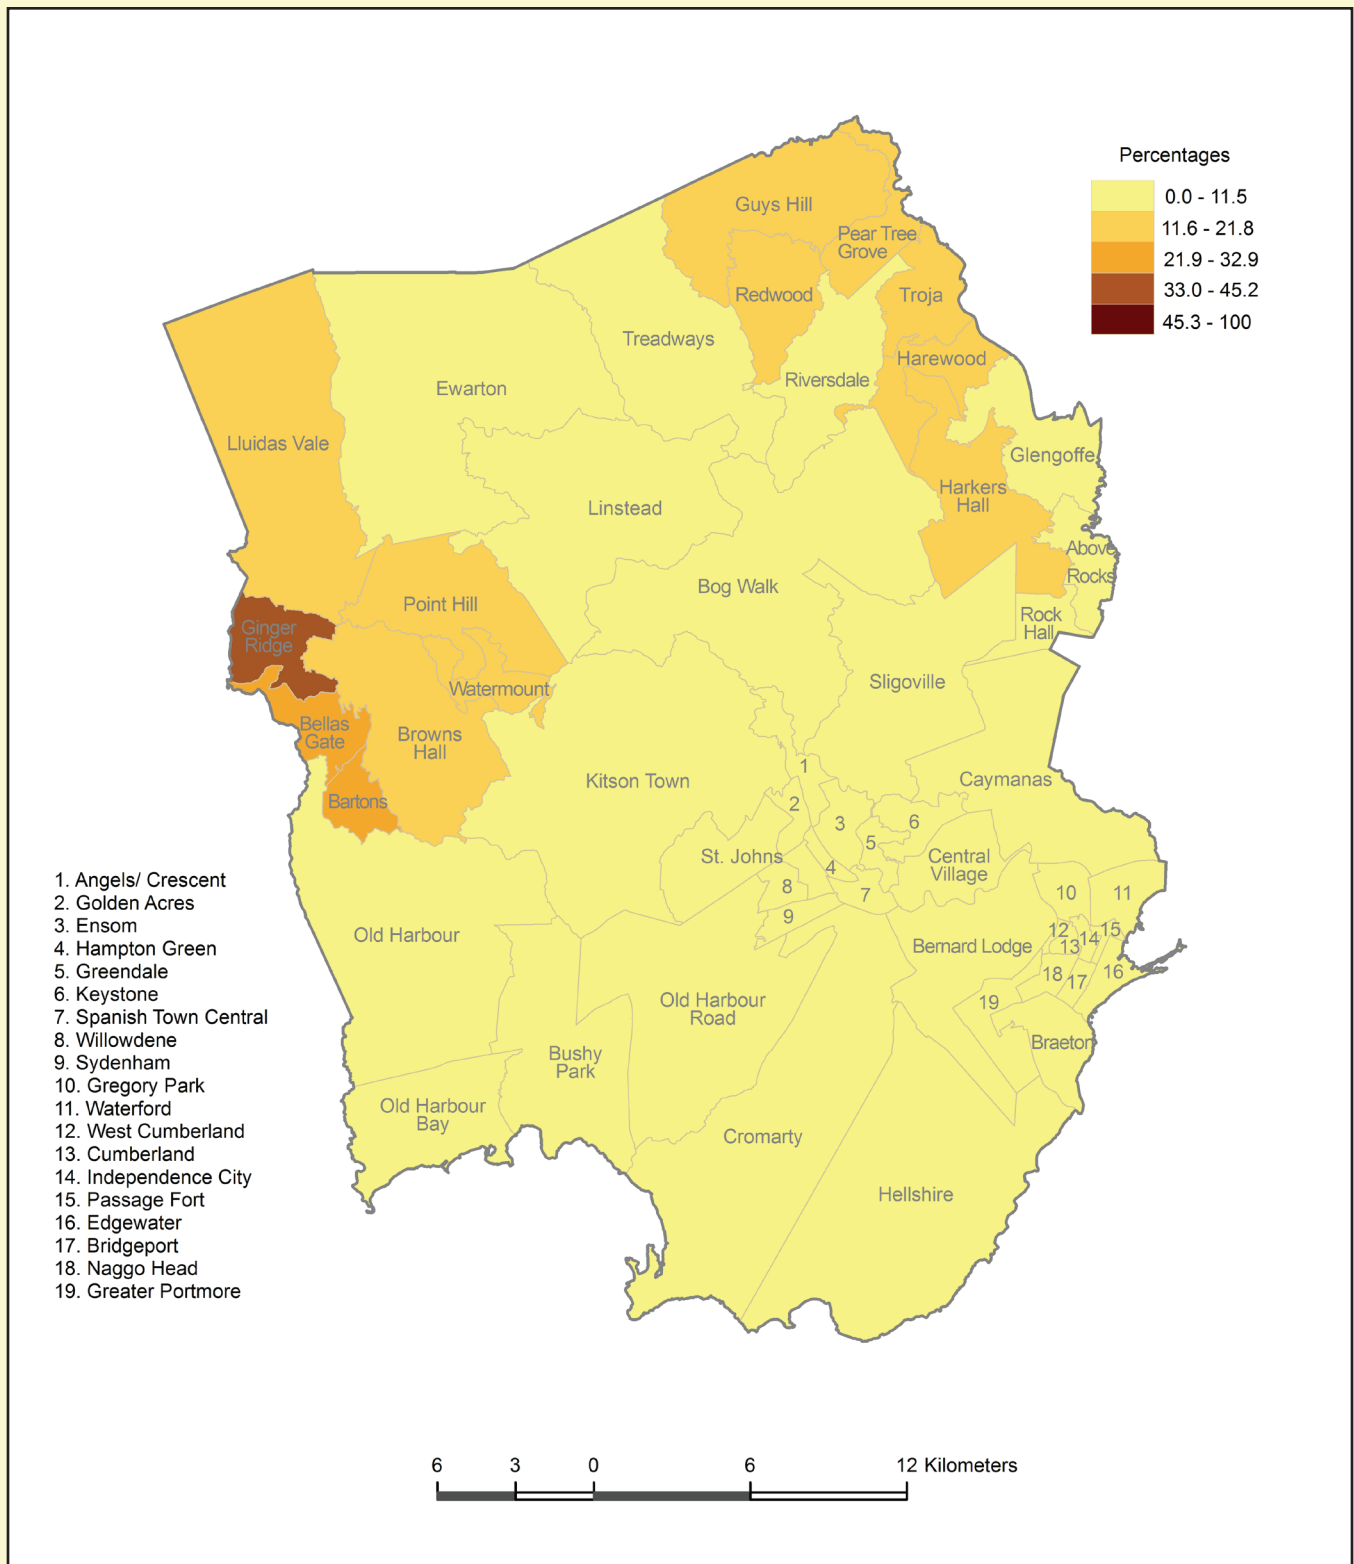 Percentages
0.0 - 11.5
11.6 - 21.8
21.9 - 32.9
33.0 - 45.2
45.3 - 100
Guys Hill
Pear Tree
Grove
Redwood
Troja
Treadways
Harewood
Riversdale
Ewarton
Lluidas Vale
Glengoffe
Harkers
Hall
Linstead
Above
Rocks
Bog Walk
Point Hill
Rock
Hall
Ginger
Ridge
Sligoville
Watermount
Bellas
Gate
Browns
Hall
Kitson Town
Caymanas
Bartons
1
2
3
6
5
St. Johns
4
Central
Village
8
7
10
11
9
Old Harbour
Bernard Lodge
12
13
14
15
16
18
17
19
Old Harbour
Road
Braeton
Bushy
Park
Old Harbour
Bay
Cromarty
Hellshire
1. Angels/ Crescent
2. Golden Acres
3. Ensom
4. Hampton Green
5. Greendale
6. Keystone
7. Spanish Town Central
8. Willowdene
9. Sydenham
10. Gregory Park
11. Waterford
12. West Cumberland
13. Cumberland
14. Independence City
15. Passage Fort
16. Edgewater
17. Bridgeport
18. Naggo Head
19. Greater Portmore
6 3 0 6 12 Kilometers